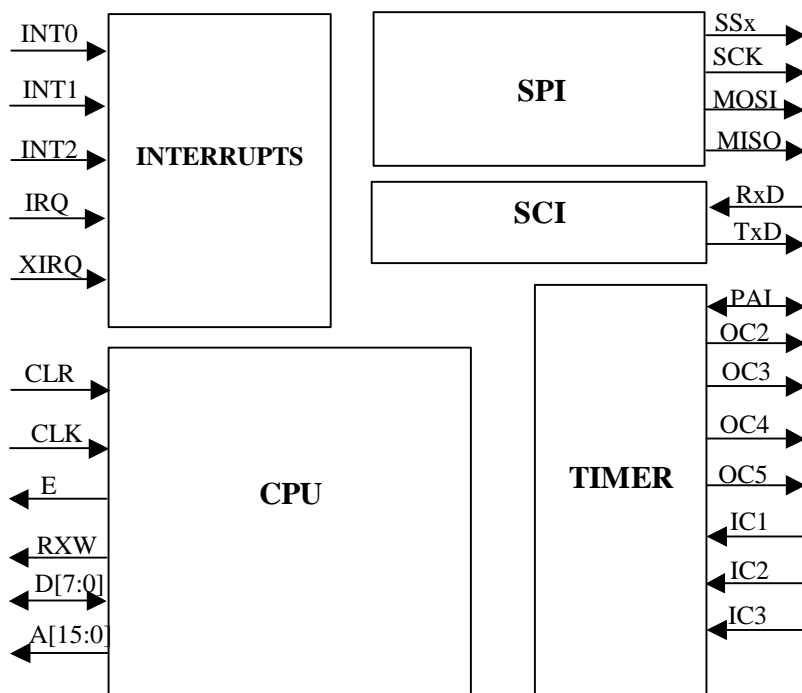 INT0
INT1
INT2
IRQ
XIRQ
INTERRUPTS
SPI
SSx
SCK
MOSI
MISO
SCI
RxD
TxD
CLR
CLK
E
RXW
D[7:0]
A[15:0]
CPU
TIMER
PAI
OC2
OC3
OC4
OC5
IC1
IC2
IC3